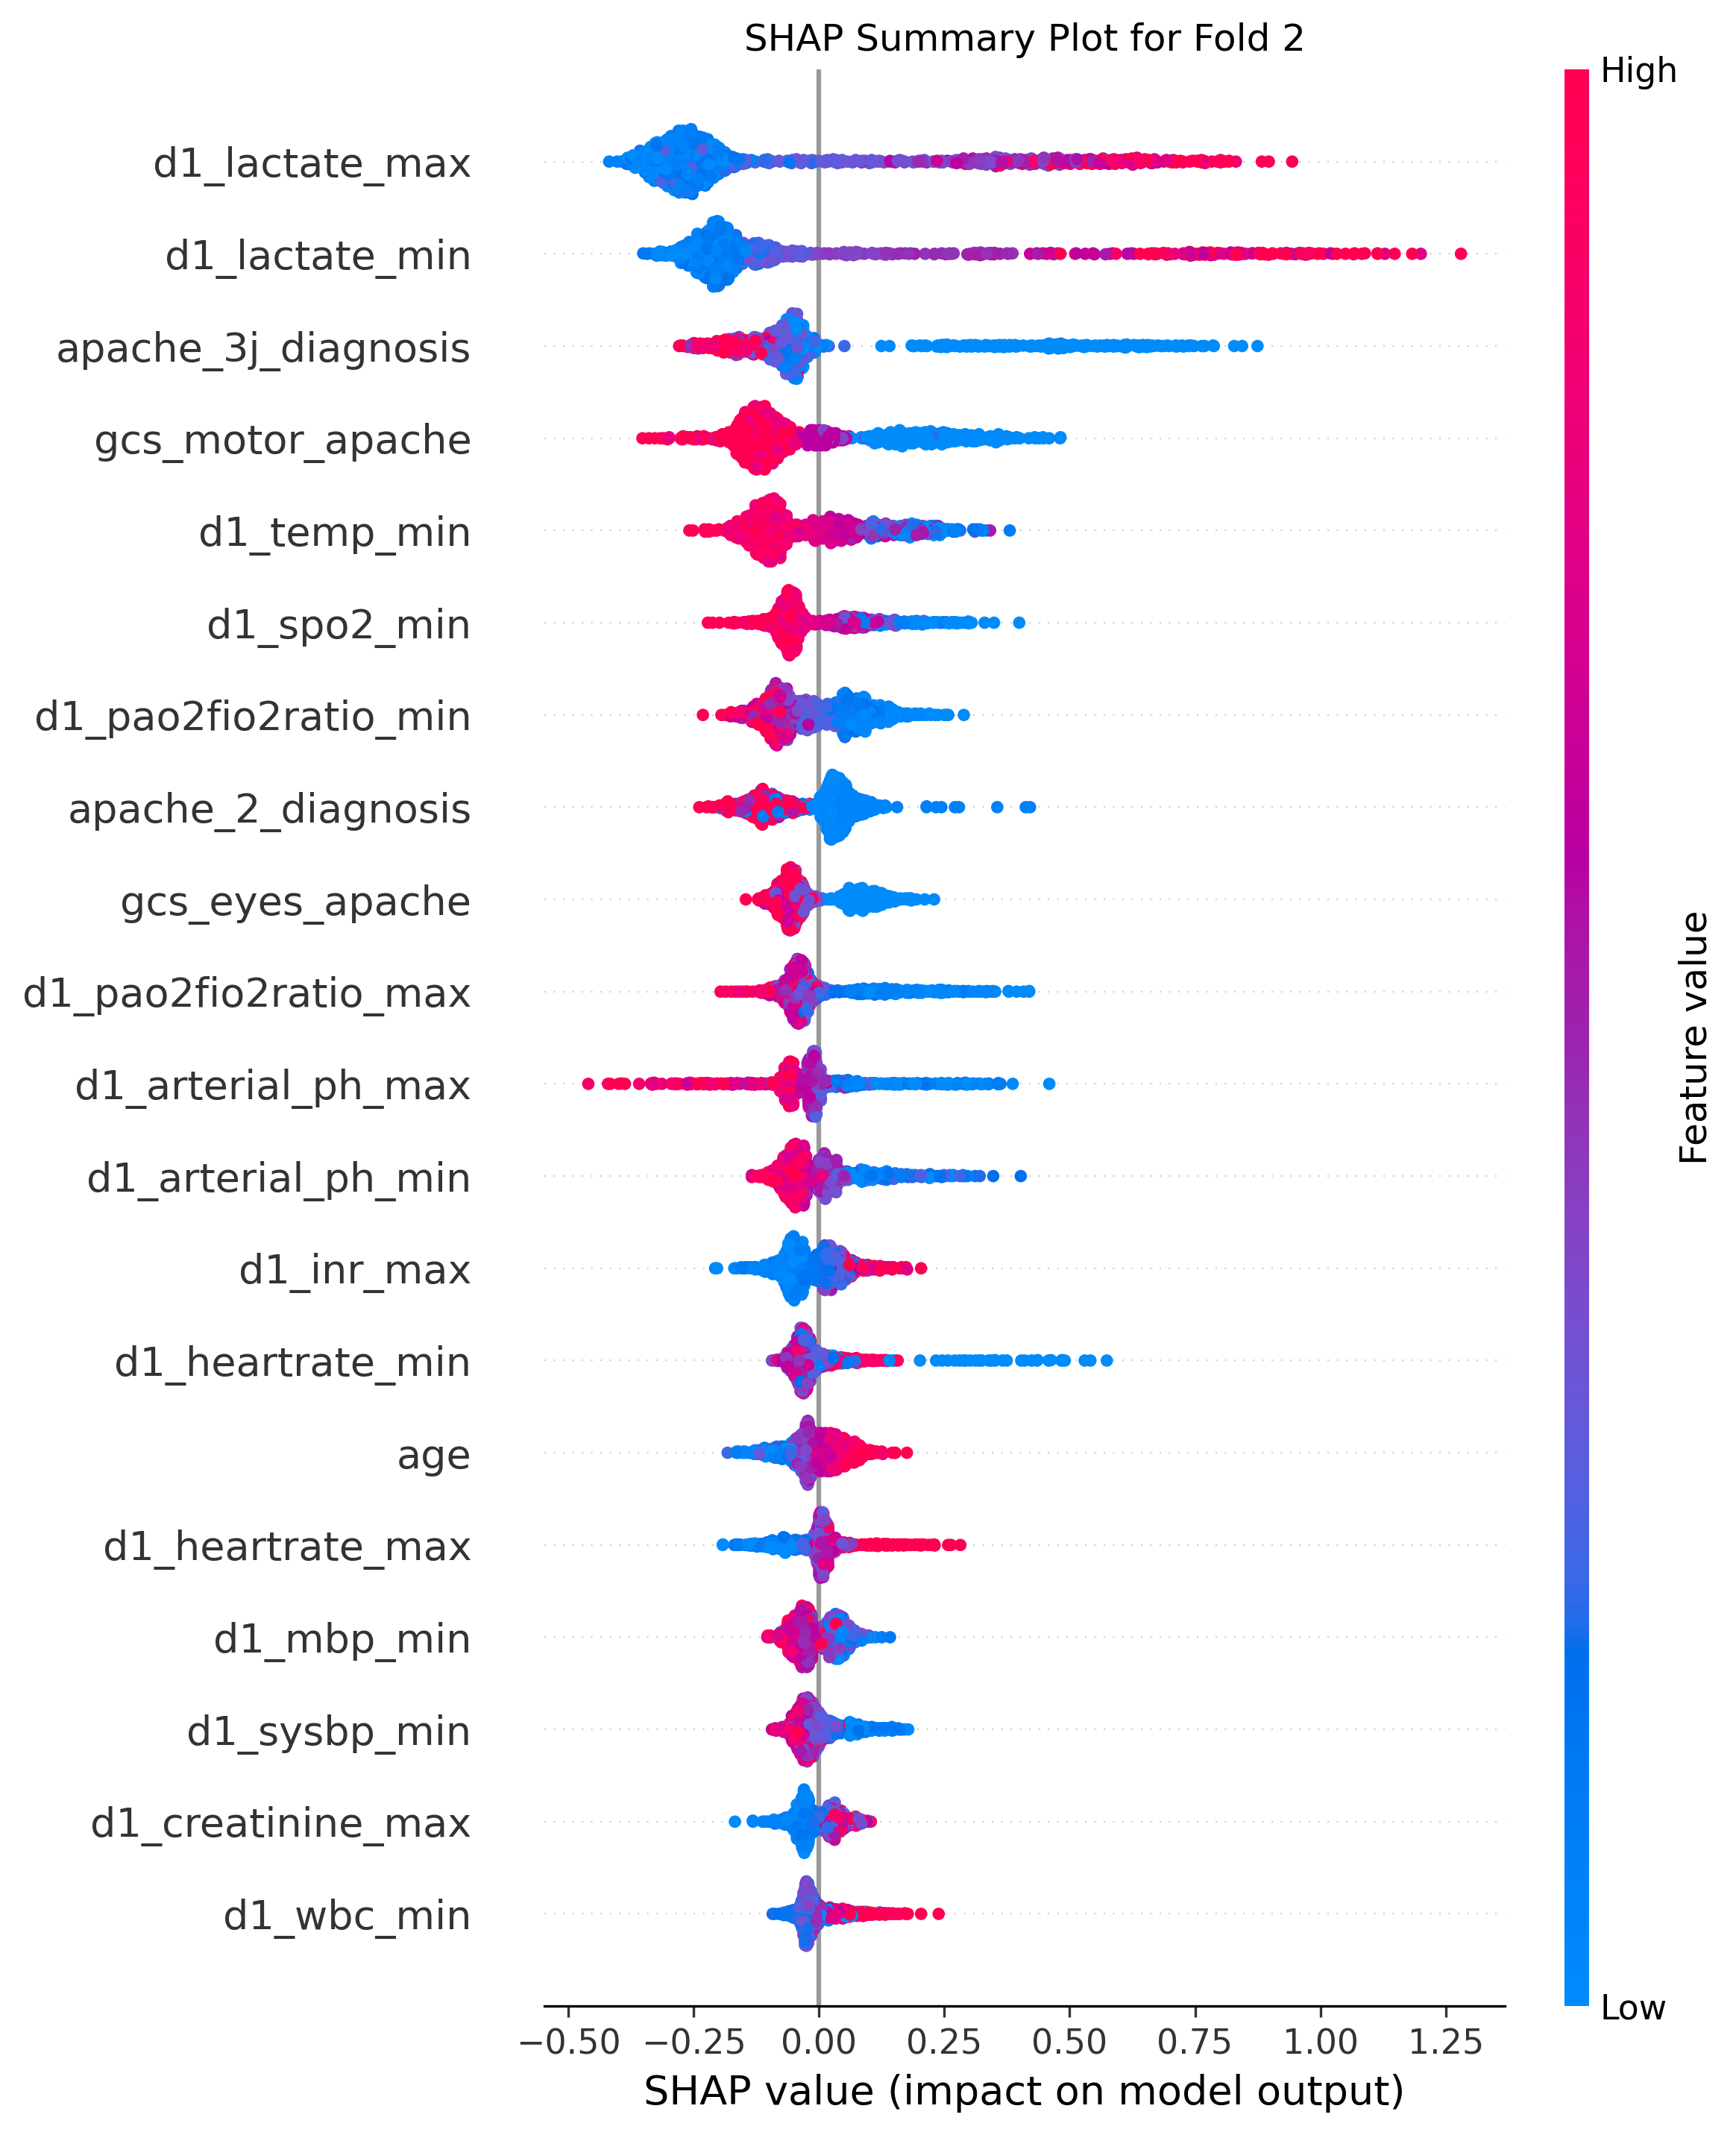 SHAP Summary Plot for Fold 2
High
d1_lactate_max
d1_lactate_min
apache_3j_diagnosis
gcs_motor_apache
d1_temp_min
d1_spo2_min
d1_pao2fio2ratio_min
apache_2_diagnosis
gcs_eyes_apache
d1_pao2fio2ratio_max
d1_arterial_ph_max
d1_arterial_ph_min
d1_inr_max
d1_heartrate_min
age
d1_heartrate_max
d1_mbp_min
d1_sysbp_min
d1_creatinine_max
d1_wbc_min
Feature value
Low
−0.50 −0.25 0.00 0.25 0.50 0.75 1.00 1.25
SHAP value (impact on model output)